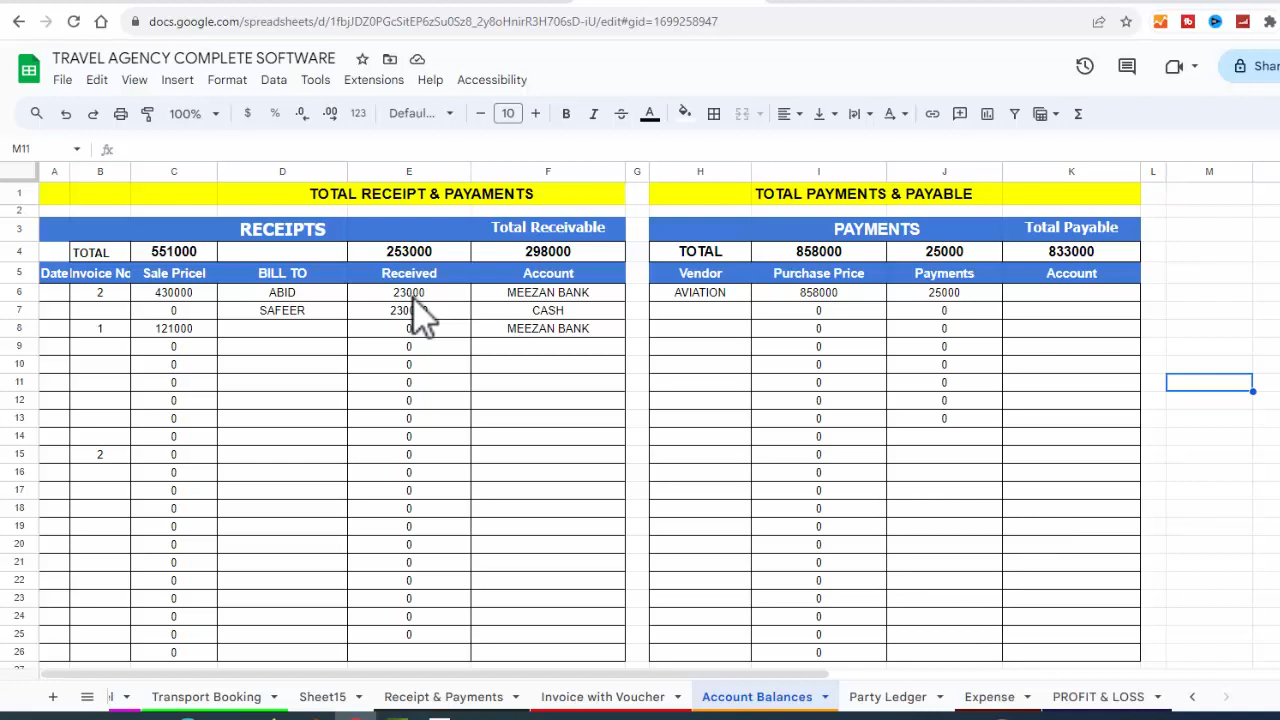 docs.google.com/spreadsheets/d/1fbjJDZ0PGcSitEP6zSu0Sz8_2y8oHnirR3H706sD-iU/edit#gid=1699258947
TRAVEL AGENCY COMPLETE SOFTWARE
File Edit View Insert Format Data Tools Extensions Help Accessibility
Shar
100% $ % .0 .00 123 Defaul... 10
M11
A B C D E F G H I J K L M
1 TOTAL RECEIPT & PAYAMENTS TOTAL PAYMENTS & PAYABLE
2
3 RECEIPTS Total Receivable PAYMENTS Total Payable
4 TOTAL 551000 253000 298000 TOTAL 858000 25000 833000
5 Date Invoice No Sale Pricel BILL TO Received Account Vendor Purchase Price Payments Account
6 2 430000 ABID 23000 MEEZAN BANK AVIATION 858000 25000
7 0 SAFEER CASH 0 0
8 1 121000 0 MEEZAN BANK 0 0
9 0 0 0 0
10 0 0 0 0
11 0 0 0 0
12 0 0 0 0
13 0 0 0 0
14 0 0 0
15 2 0 0 0
16 0 0 0
17 0 0 0
18 0 0 0
19 0 0 0
20 0 0 0
21 0 0 0
22 0 0 0
23 0 0 0
24 0 0 0
25 0 0 0
26 0 0
Transport Booking Sheet15 Receipt & Payments Invoice with Voucher Account Balances Party Ledger Expense PROFIT & LOSS